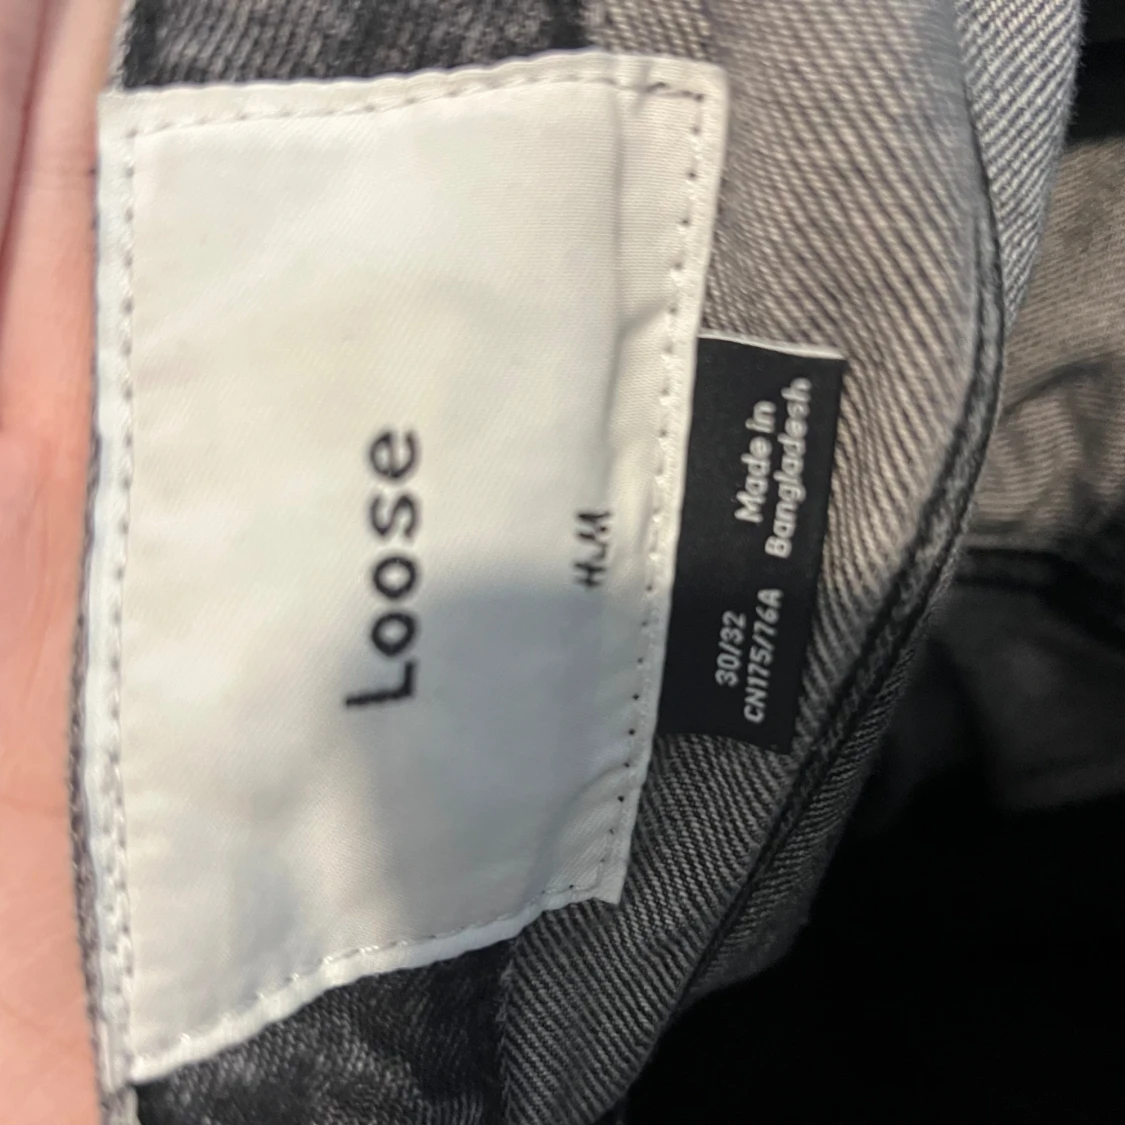 Loose
H&M
Made in
Bangladesh
30/32
CN175/76A